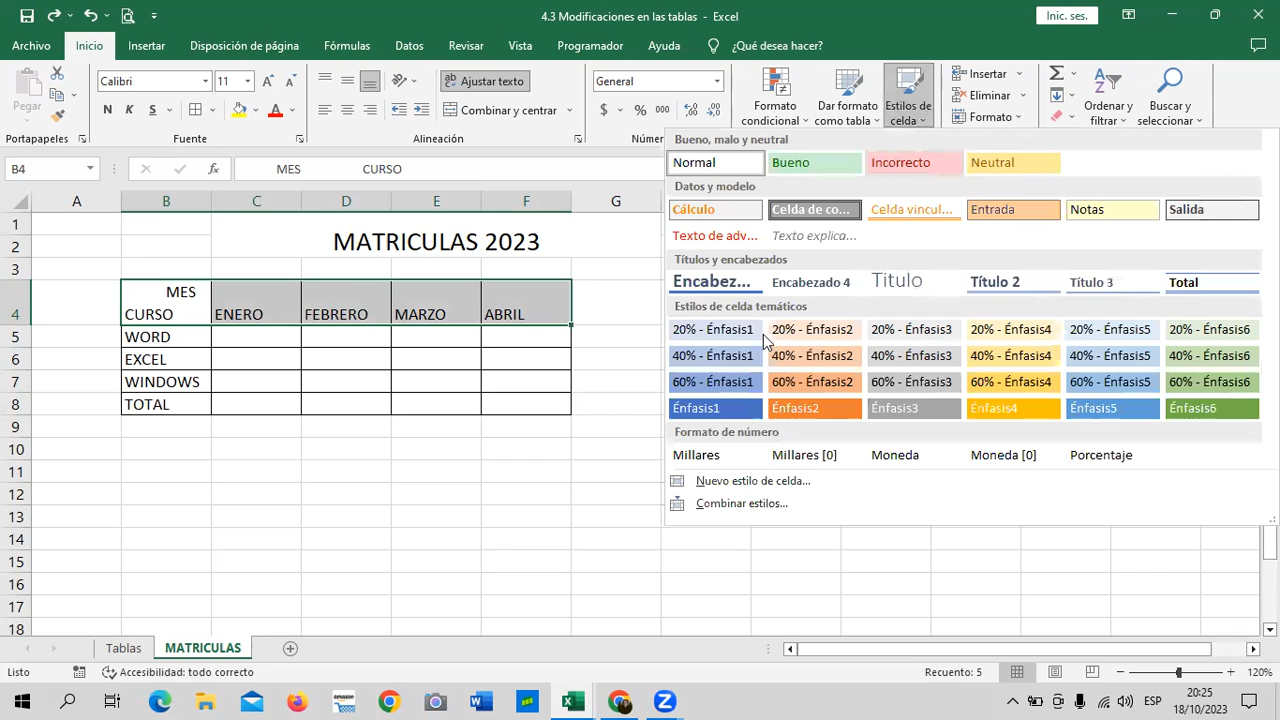 4.3 Modificaciones en las tablas - Excel
Inic. ses.
Archivo Inicio Insertar Disposición de página Fórmulas Datos Revisar Vista Programador Ayuda ¿Qué desea hacer?
Pegar
Calibri 11
Ajustar texto
General
Insertar
Eliminar
Formato
N K S
Combinar y centrar
$ % 000
Formato condicional
Dar formato como tabla
Estilos de celda
Ordenar y filtrar
Buscar y seleccionar
Portapapeles Fuente Alineación Númer
B4
fx
MES CURSO
Bueno, malo y neutral
Normal Bueno Incorrecto Neutral
Datos y modelo
Cálculo Celda de co... Celda vincul... Entrada Notas Salida
Texto de adv... Texto explica...
Títulos y encabezados
Encabez... Encabezado 4 Título Título 2 Título 3 Total
Estilos de celda temáticos
20% - Énfasis1 20% - Énfasis2 20% - Énfasis3 20% - Énfasis4 20% - Énfasis5 20% - Énfasis6
40% - Énfasis1 40% - Énfasis2 40% - Énfasis3 40% - Énfasis4 40% - Énfasis5 40% - Énfasis6
60% - Énfasis1 60% - Énfasis2 60% - Énfasis3 60% - Énfasis4 60% - Énfasis5 60% - Énfasis6
Énfasis1 Énfasis2 Énfasis3 Énfasis4 Énfasis5 Énfasis6
Formato de número
Millares Millares [0] Moneda Moneda [0] Porcentaje
Nuevo estilo de celda...
Combinar estilos...
A B C D E F G
1
2 MATRICULAS 2023
3
MES
4 CURSO ENERO FEBRERO MARZO ABRIL
5 WORD
6 EXCEL
7 WINDOWS
8 TOTAL
9
10
11
12
13
14
15
16
17
18
Tablas MATRICULAS
Listo Accesibilidad: todo correcto Recuento: 5 120%
ESP
20:25
18/10/2023